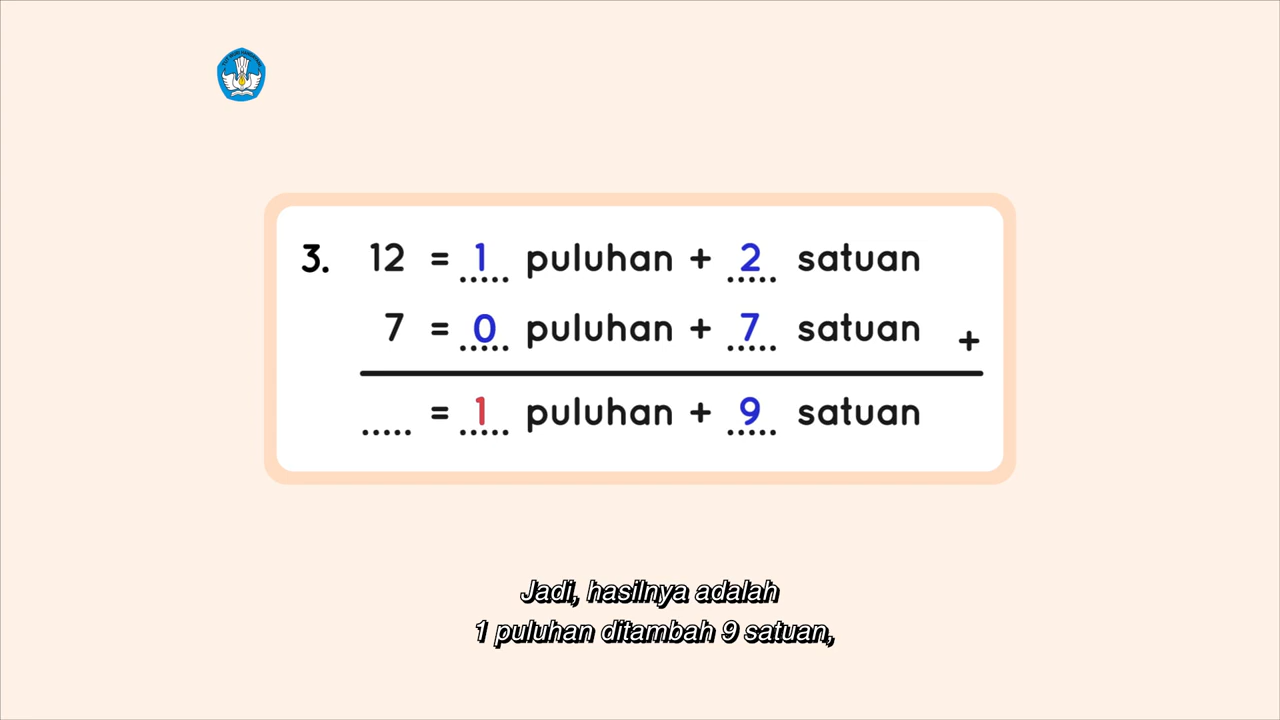 3. 12 = 1 puluhan + 2 satuan
7 = 0 puluhan + 7 satuan +
..... = 1 puluhan + 9 satuan
Jadi, hasilnya adalah
1 puluhan ditambah 9 satuan,